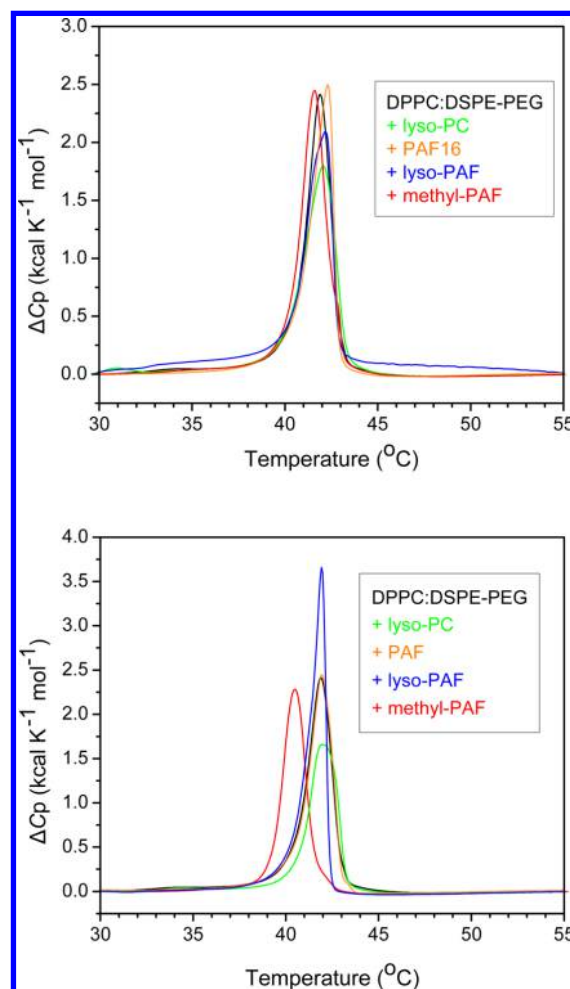 3.0
2.5
2.0
1.5
1.0
0.5
0.0
ΔCp (kcal K⁻¹ mol⁻¹)
DPPC:DSPE-PEG
+ lyso-PC
+ PAF16
+ lyso-PAF
+ methyl-PAF
30 35 40 45 50 55
Temperature (°C)
4.0
3.5
3.0
2.5
2.0
1.5
1.0
0.5
0.0
ΔCp (kcal K⁻¹ mol⁻¹)
DPPC:DSPE-PEG
+ lyso-PC
+ PAF
+ lyso-PAF
+ methyl-PAF
30 35 40 45 50 55
Temperature (°C)